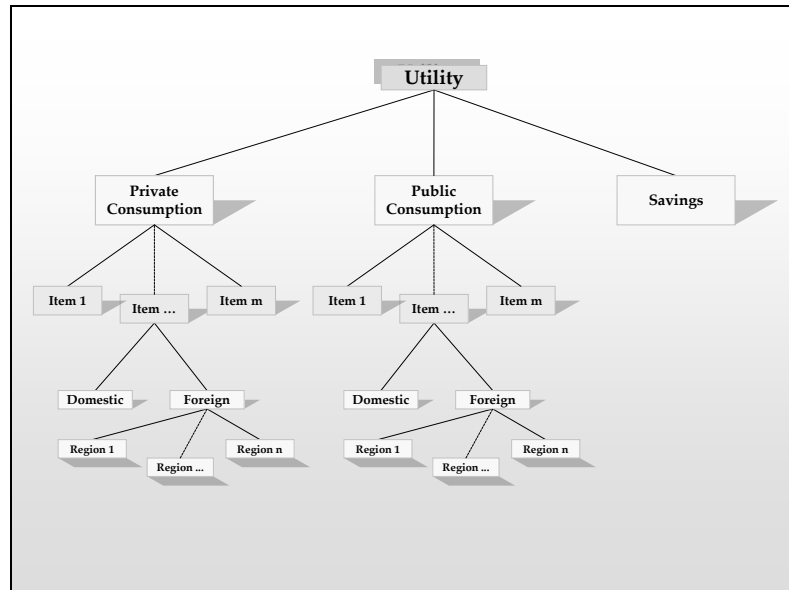 Utility
Private
Consumption
Public
Consumption
Savings
Item 1
Item ...
Item m
Item 1
Item ...
Item m
Domestic
Foreign
Domestic
Foreign
Region 1
Region ...
Region n
Region 1
Region ...
Region n